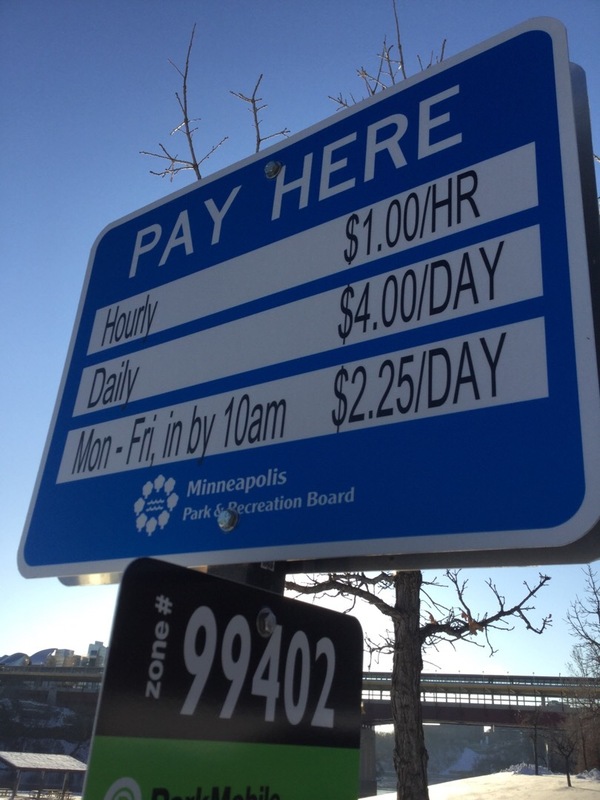 PAY HERE
Hourly $1.00/HR
Daily $4.00/DAY
Mon - Fri, in by 10am $2.25/DAY
Minneapolis
Park & Recreation Board
zone# 99402
ParkMobile